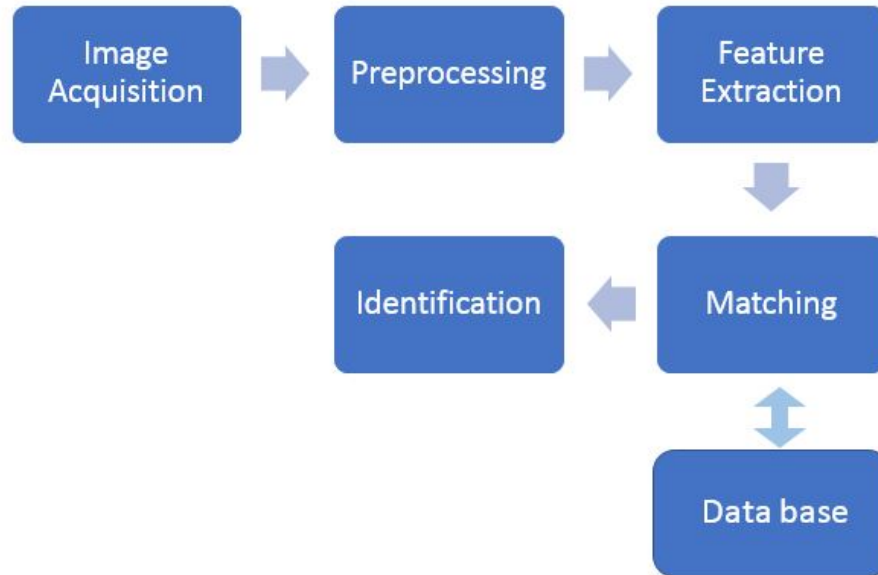 Image
Acquisition
Preprocessing
Feature
Extraction
Matching
Identification
Data base